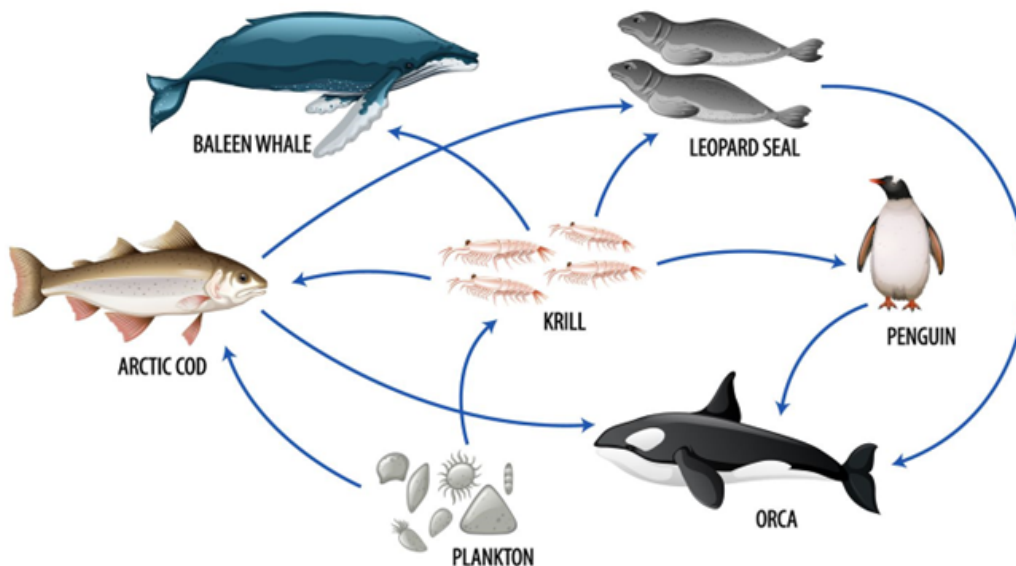 BALEEN WHALE
LEOPARD SEAL
KRILL
PENGUIN
ARCTIC COD
ORCA
PLANKTON